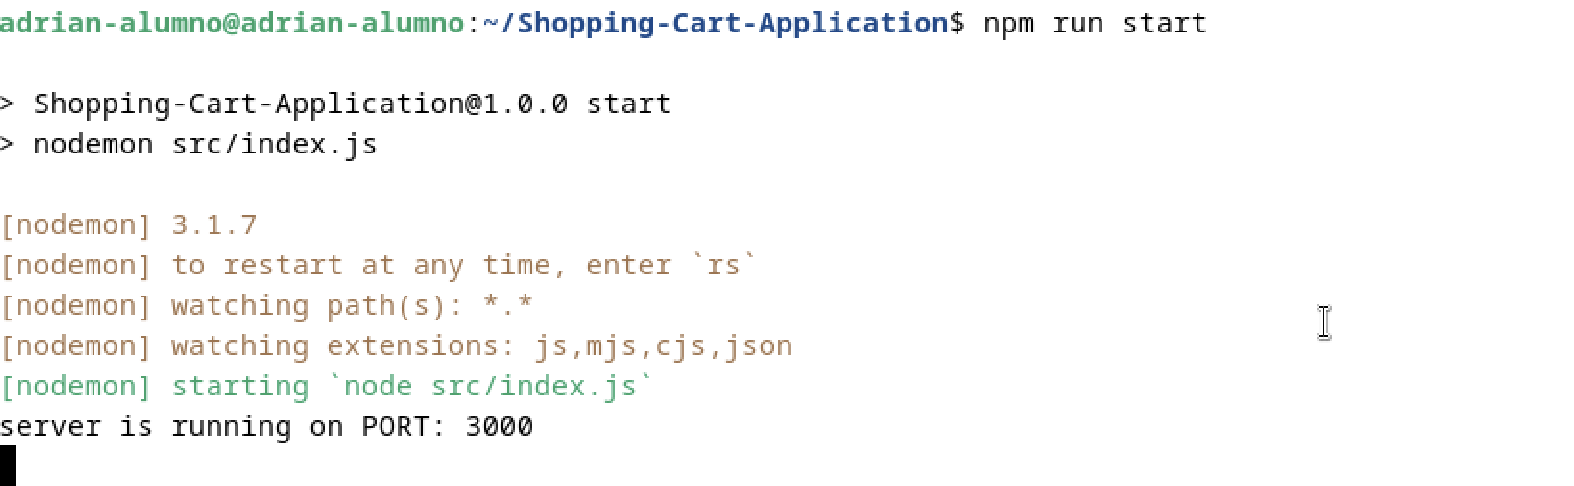 adrian-alumno@adrian-alumno:~/Shopping-Cart-Application$ npm run start
> Shopping-Cart-Application@1.0.0 start
> nodemon src/index.js
[nodemon] 3.1.7
[nodemon] to restart at any time, enter `rs`
[nodemon] watching path(s): *.*
[nodemon] watching extensions: js,mjs,cjs,json
[nodemon] starting `node src/index.js`
server is running on PORT: 3000